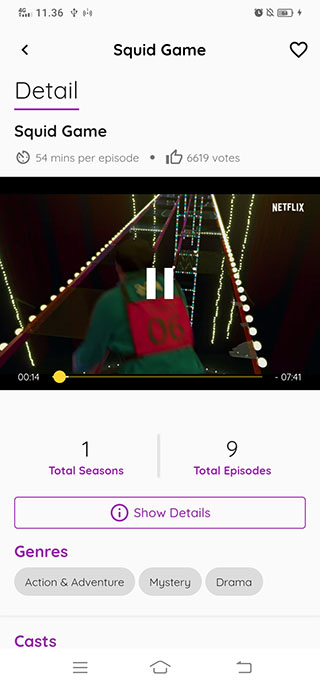 11.36
Squid Game
Detail
Squid Game
54 mins per episode • 6619 votes
NETFLIX
06
00:14 - 07:41
1 9
Total Seasons Total Episodes
Show Details
Genres
Action & Adventure Mystery Drama
Casts